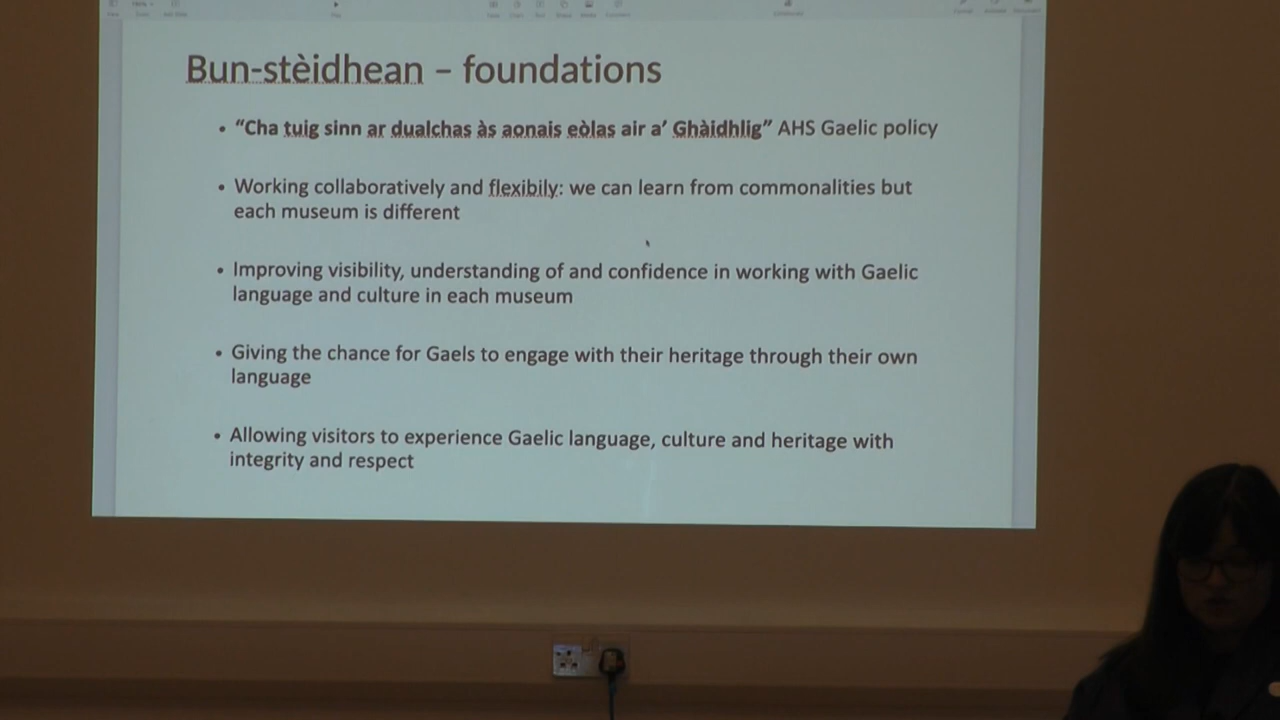 Bun-stèidhean – foundations
• “Cha tuig sinn ar dualchas às aonais eòlas air a’ Ghàidhlig” AHS Gaelic policy
• Working collaboratively and flexibily: we can learn from commonalities but
each museum is different
• Improving visibility, understanding of and confidence in working with Gaelic
language and culture in each museum
• Giving the chance for Gaels to engage with their heritage through their own
language
• Allowing visitors to experience Gaelic language, culture and heritage with
integrity and respect